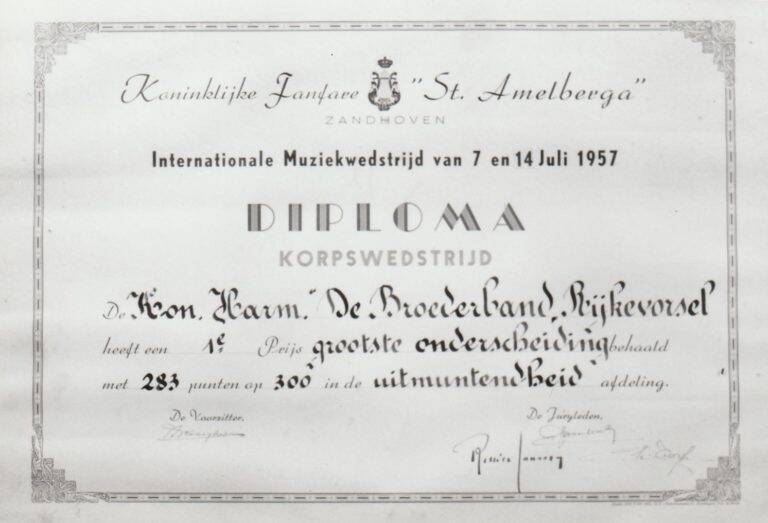 Koninklijke Fanfare "St. Amelberga"
ZANDHOVEN
Internationale Muziekwedstrijd van 7 en 14 Juli 1957
DIPLOMA
KORPSWEDSTRIJD
De Kon. Harm. "De Broederband, Rijkevorsel
heeft een 1e Prijs grootste onderscheiding behaald
met 283 punten op 300 in de uitmuntendheid afdeling.
De Voorzitter, De Juryleden,